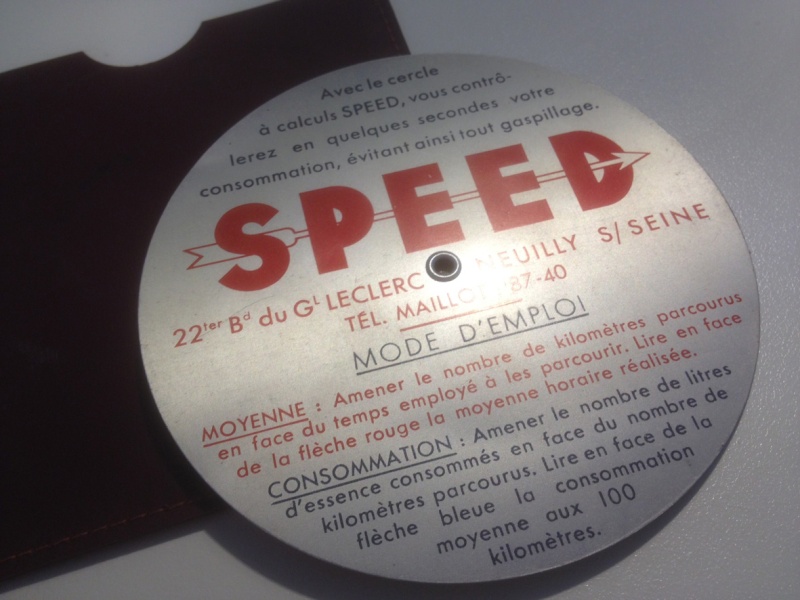 Avec le cercle
à calculs SPEED, vous contrô-
lerez en quelques secondes votre
consommation, évitant ainsi tout gaspillage.
SPEED
22ter Bd du GL LECLERC NEUILLY S/SEINE
TÉL. MAILLOT 87-40
MODE D'EMPLOI
MOYENNE : Amener le nombre de kilomètres parcourus
en face du temps employé à les parcourir. Lire en face
de la flèche rouge la moyenne horaire réalisée.
CONSOMMATION : Amener le nombre de litres
d'essence consommés en face du nombre de
kilomètres parcourus. Lire en face de la
flèche bleue la consommation
moyenne aux 100
kilomètres.